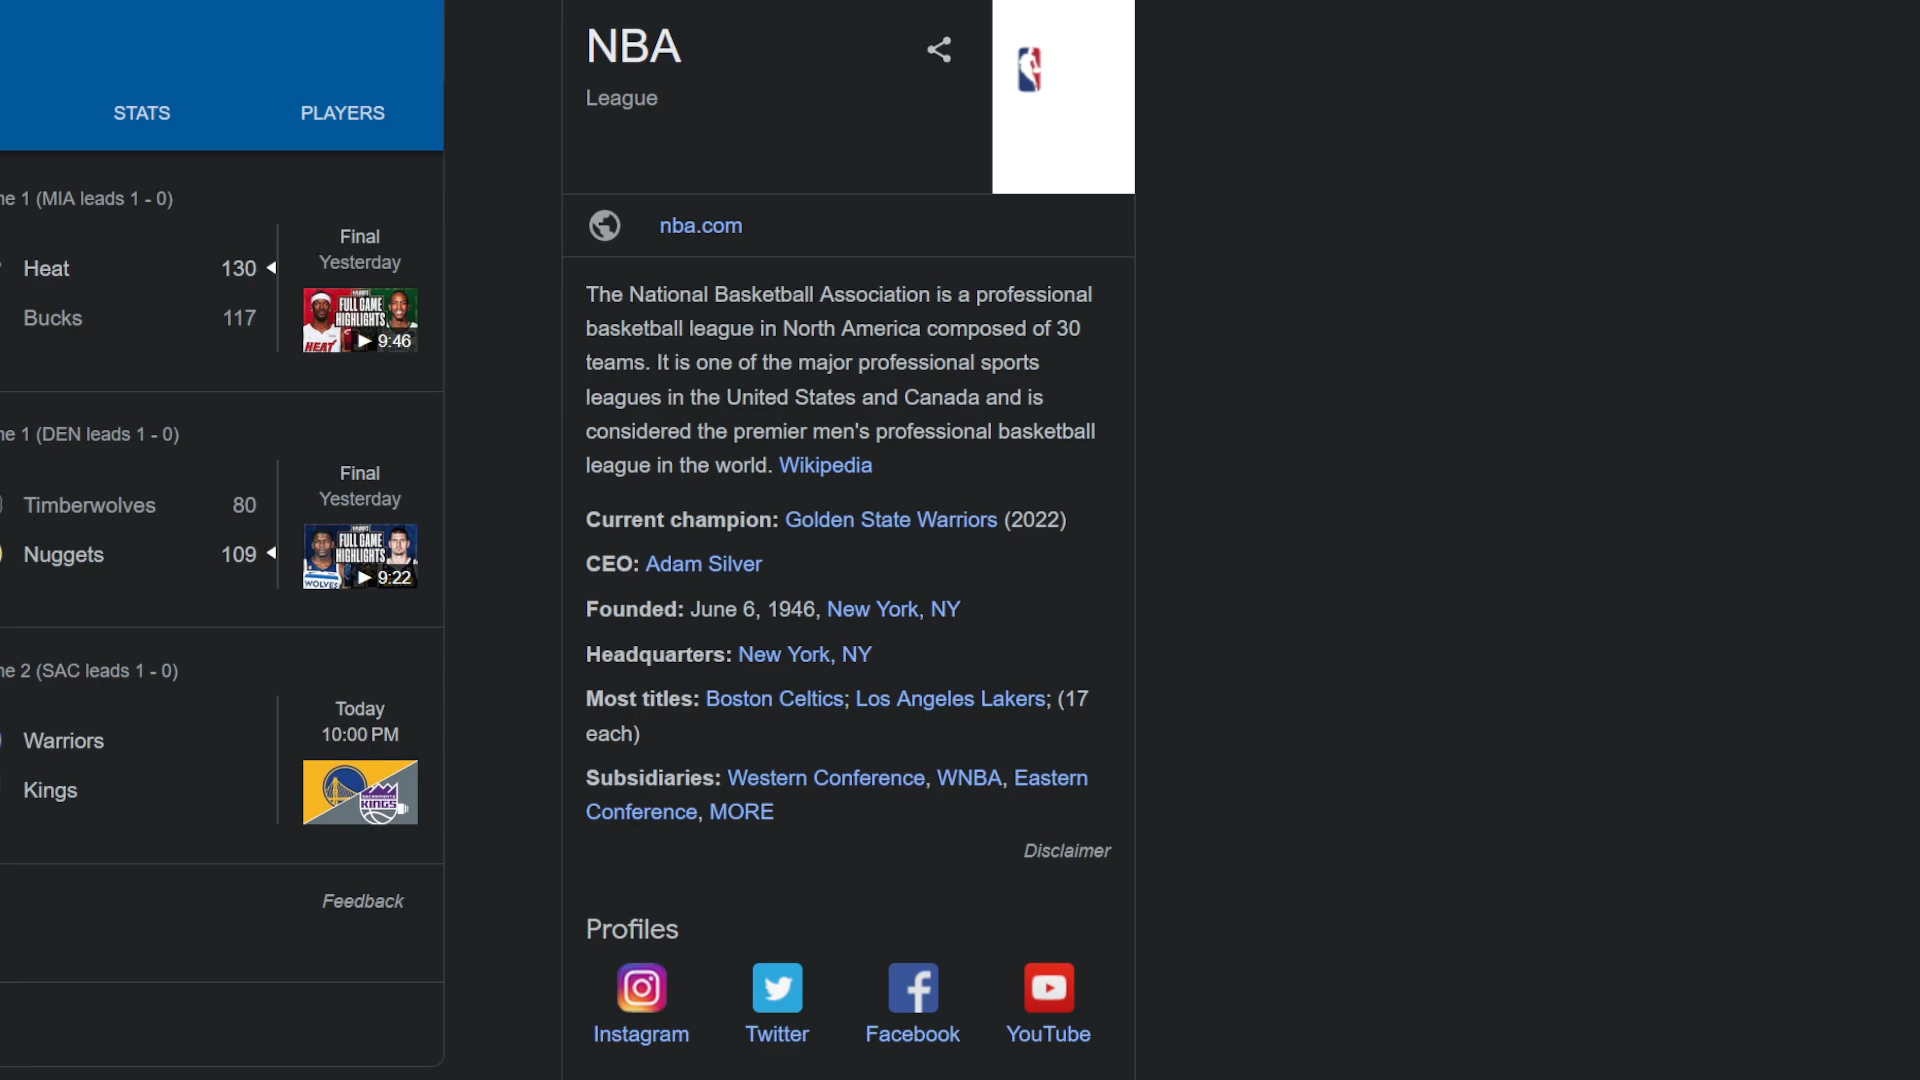 STATS PLAYERS
ne 1 (MIA leads 1 - 0)
Final
Yesterday
Heat 130
Bucks 117
FULL GAME
HIGHLIGHTS
HEAT
9:46
ne 1 (DEN leads 1 - 0)
Final
Yesterday
Timberwolves 80
Nuggets 109
FULL GAME
HIGHLIGHTS
WOLVES
9:22
ne 2 (SAC leads 1 - 0)
Today
10:00 PM
Warriors
Kings
KINGS
Feedback
NBA
League
nba.com
The National Basketball Association is a professional
basketball league in North America composed of 30
teams. It is one of the major professional sports
leagues in the United States and Canada and is
considered the premier men's professional basketball
league in the world. Wikipedia
Current champion: Golden State Warriors (2022)
CEO: Adam Silver
Founded: June 6, 1946, New York, NY
Headquarters: New York, NY
Most titles: Boston Celtics; Los Angeles Lakers; (17
each)
Subsidiaries: Western Conference, WNBA, Eastern
Conference, MORE
Disclaimer
Profiles
Instagram Twitter Facebook YouTube